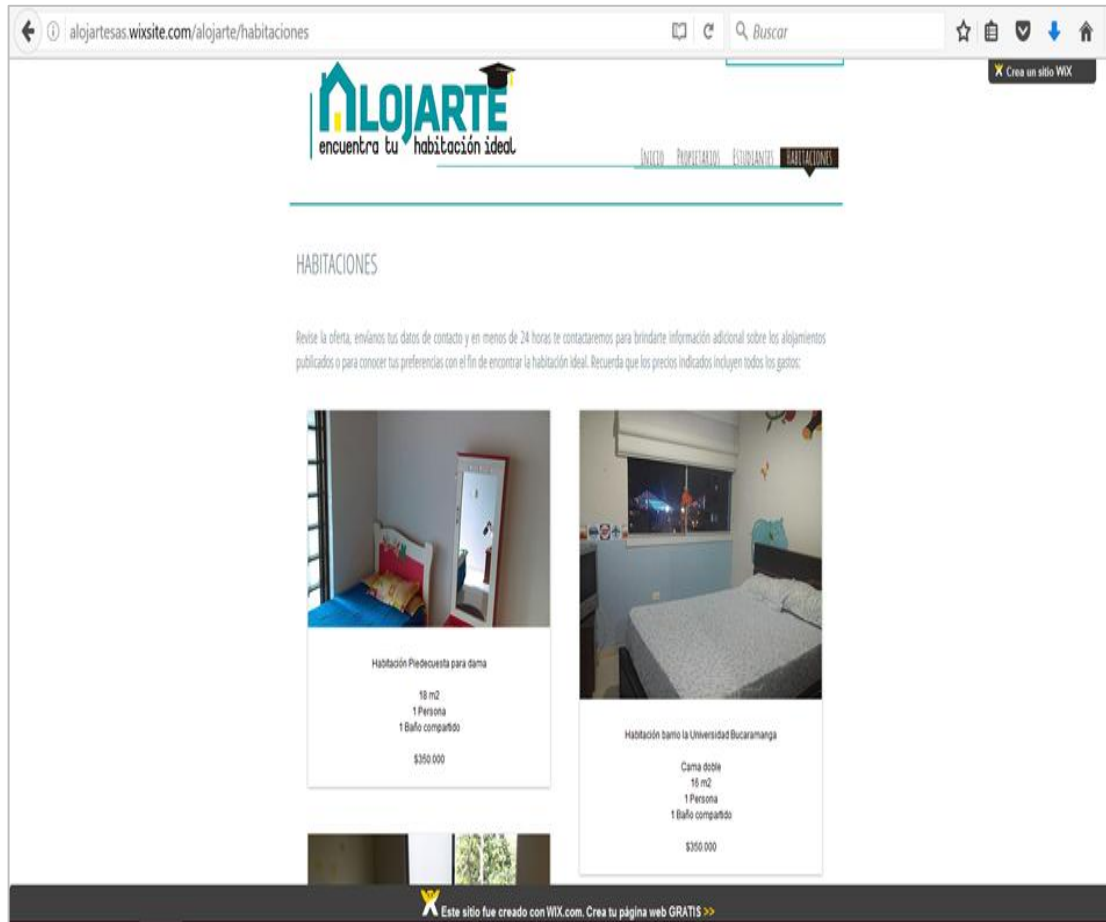 alojartesas.wixsite.com/alojarte/habitaciones
Buscar
Crea un sitio WiX
ALOJARTE
encuentra tu habitación ideal
Inicio Propietarios Estudiantes Habitaciones
HABITACIONES
Revise la oferta, envíanos tus datos de contacto y en menos de 24 horas te contactaremos para brindarte información adicional sobre los alojamientos
publicados o para conocer tus preferencias con el fin de encontrar la habitación ideal. Recuerda que los precios indicados incluyen todos los gastos:
Habitación Piedecuesta para dama
18 m2
1 Persona
1 Baño compartido
$350.000
Habitación barrio la Universidad Bucaramanga
Cama doble
16 m2
1 Persona
1 Baño compartido
$350.000
Este sitio fue creado con WIX.com. Crea tu página web GRATIS >>